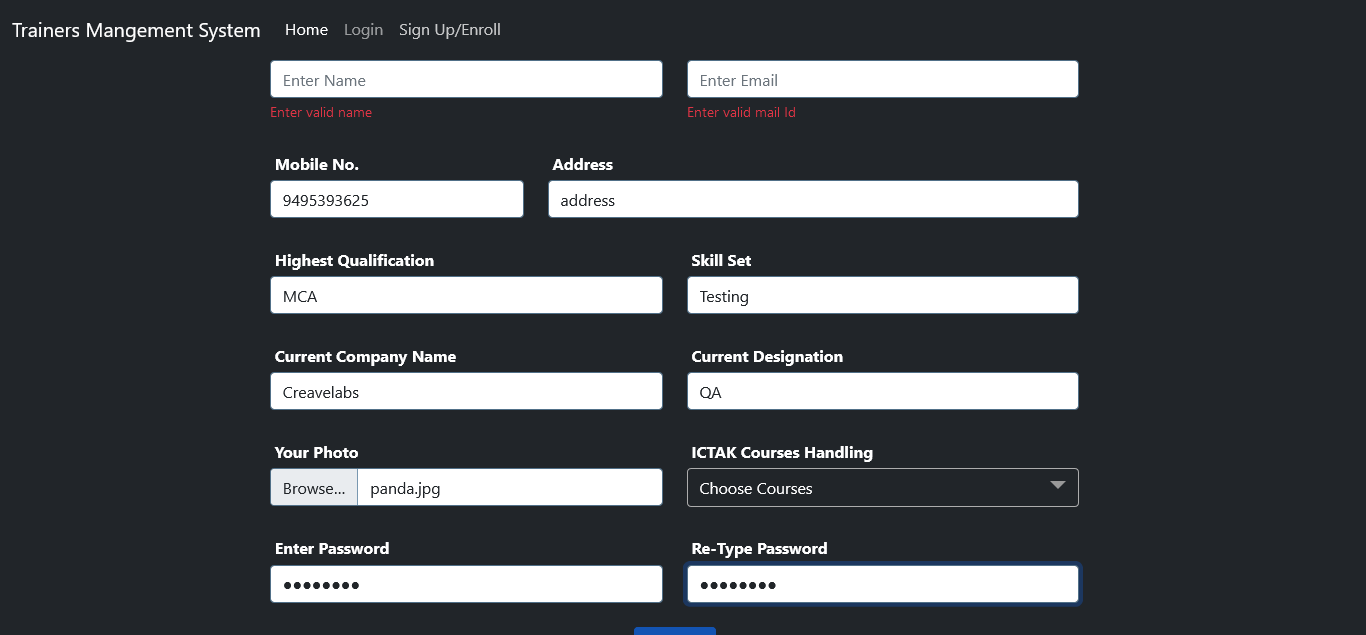 Trainers Mangement System Home Login Sign Up/Enroll
Enter Name Enter Email
Enter valid name Enter valid mail Id
Mobile No. Address
9495393625 address
Highest Qualification Skill Set
MCA Testing
Current Company Name Current Designation
Creavelabs QA
Your Photo ICTAK Courses Handling
Browse... panda.jpg Choose Courses
Enter Password Re-Type Password
●●●●●●●● ●●●●●●●●